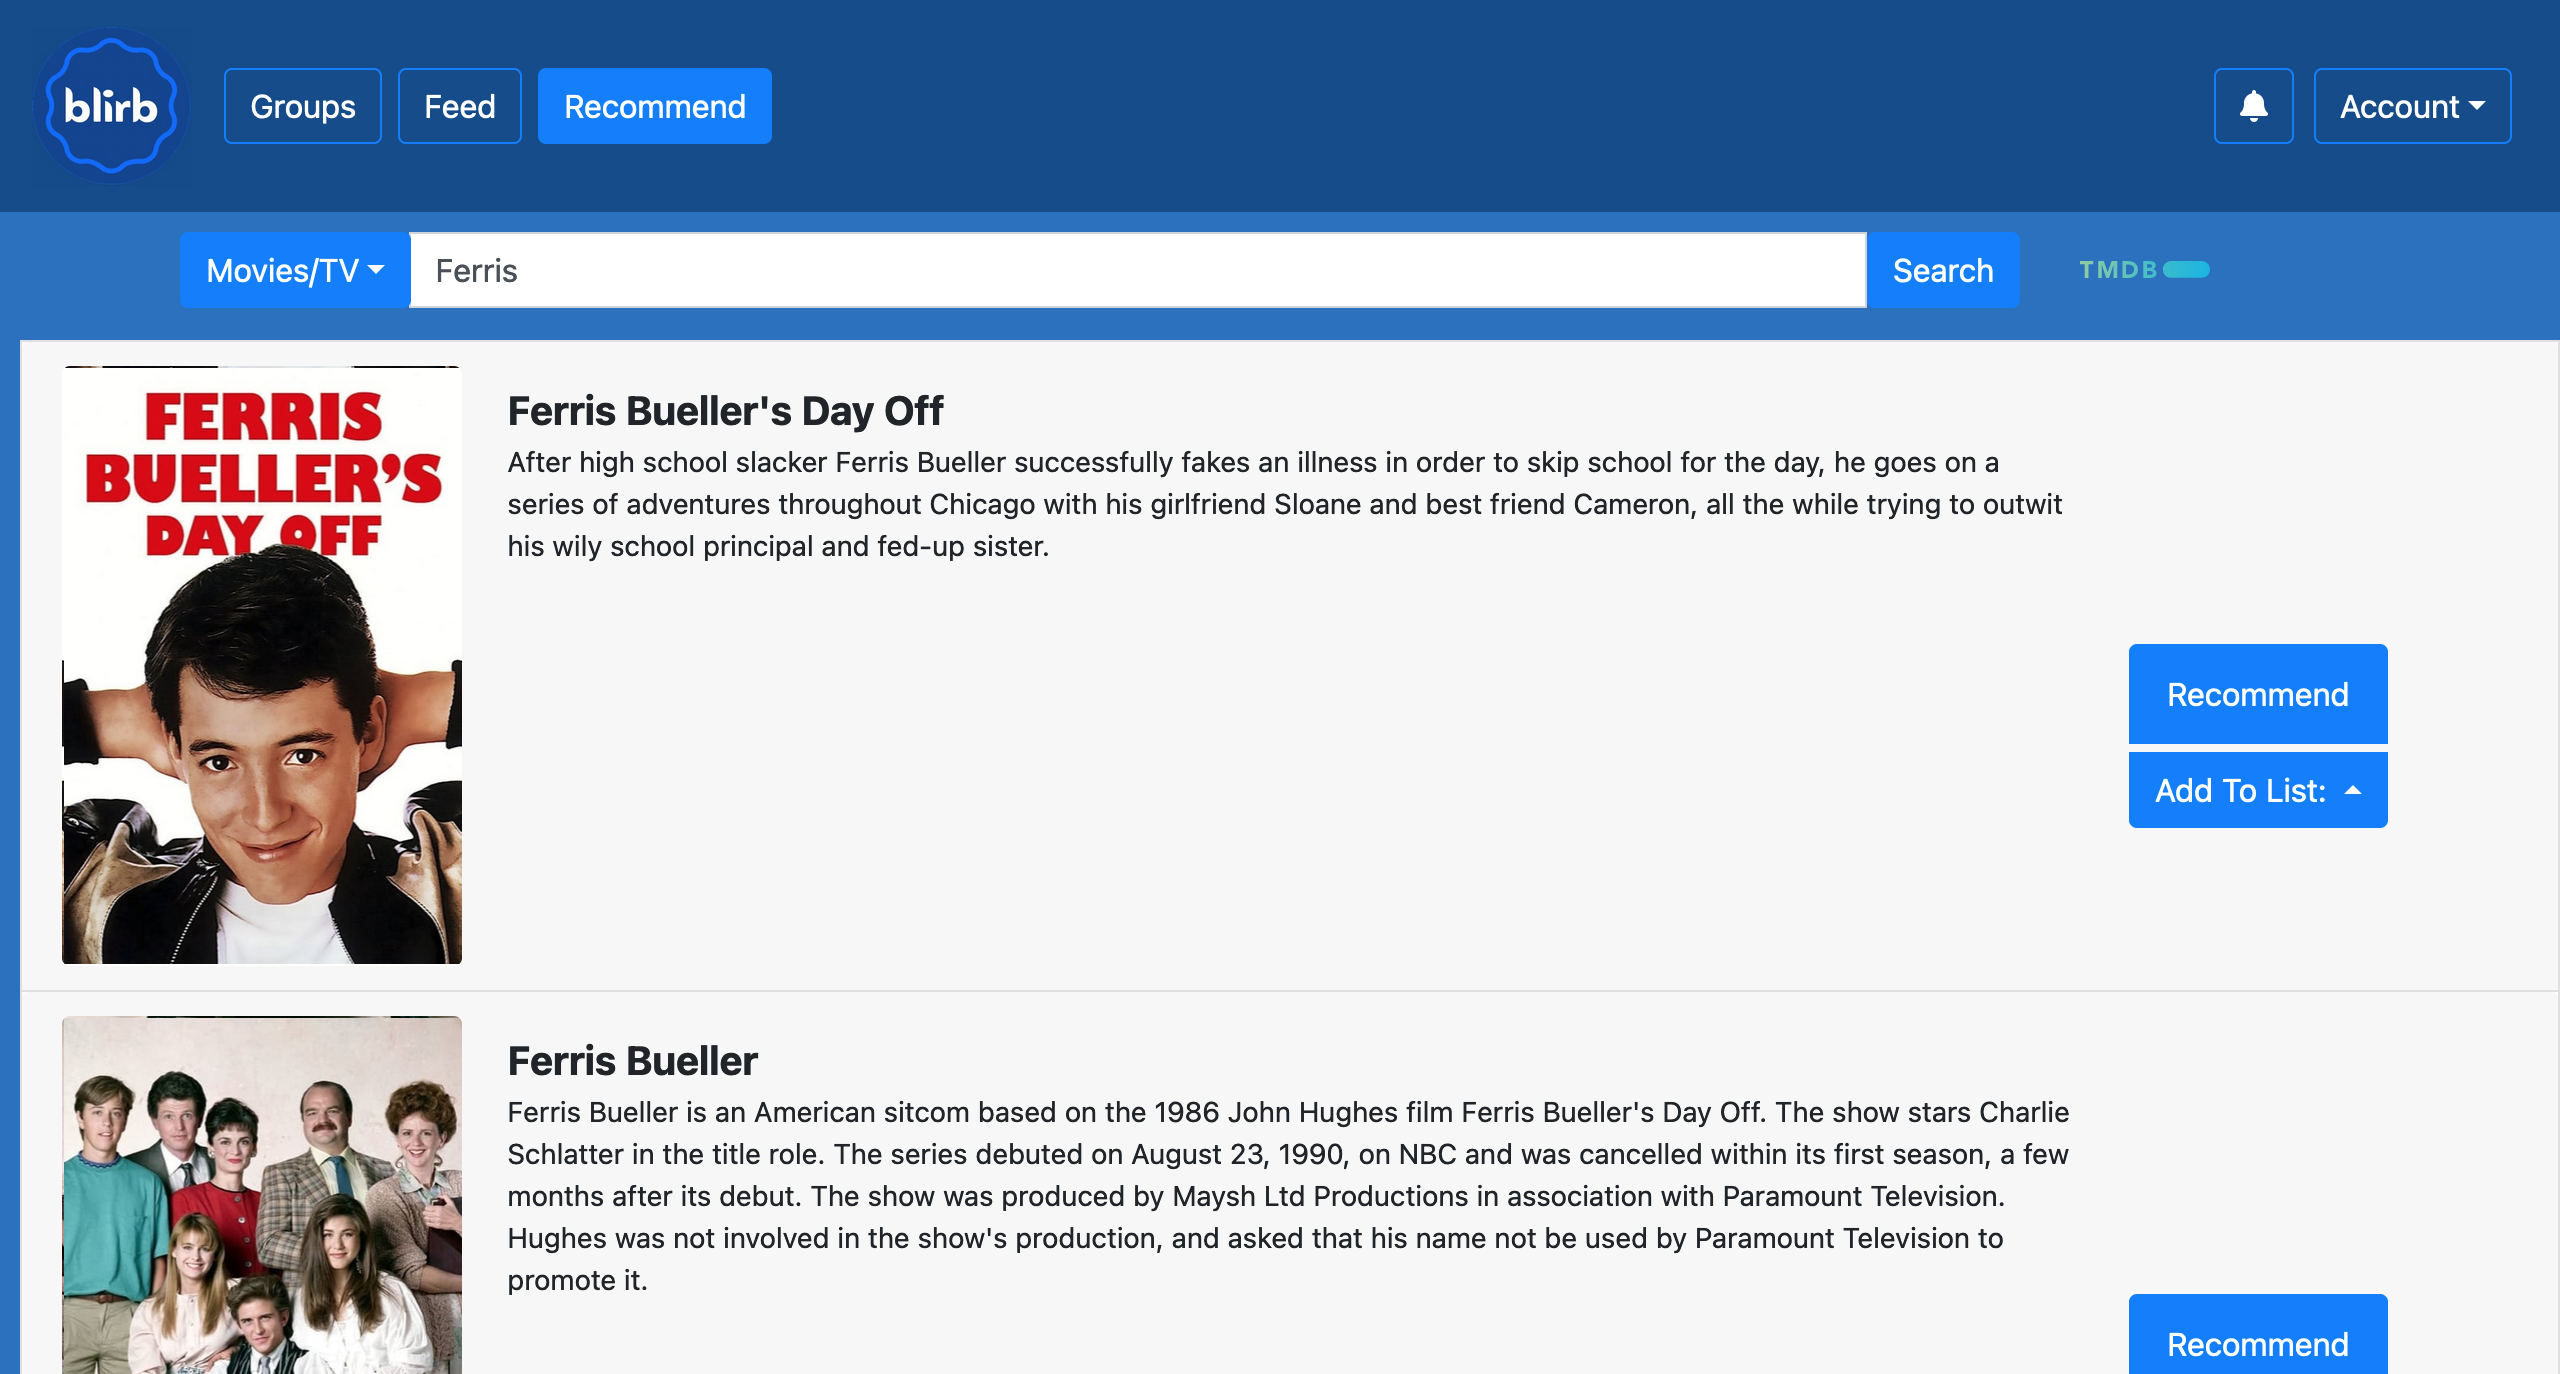 blirb
Groups
Feed
Recommend
Account
Movies/TV
Ferris
Search
TMDB
FERRIS
BUELLER'S
DAY OFF
Ferris Bueller's Day Off
After high school slacker Ferris Bueller successfully fakes an illness in order to skip school for the day, he goes on a
series of adventures throughout Chicago with his girlfriend Sloane and best friend Cameron, all the while trying to outwit
his wily school principal and fed-up sister.
Recommend
Add To List:
Ferris Bueller
Ferris Bueller is an American sitcom based on the 1986 John Hughes film Ferris Bueller's Day Off. The show stars Charlie
Schlatter in the title role. The series debuted on August 23, 1990, on NBC and was cancelled within its first season, a few
months after its debut. The show was produced by Maysh Ltd Productions in association with Paramount Television.
Hughes was not involved in the show's production, and asked that his name not be used by Paramount Television to
promote it.
Recommend